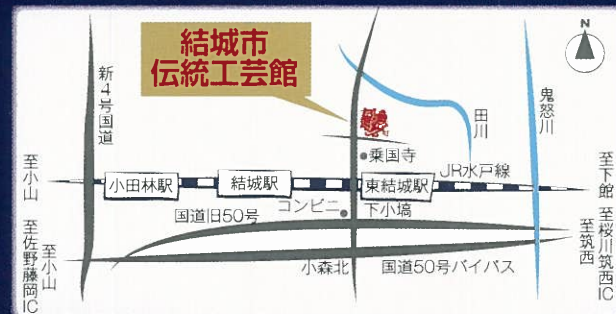 結城市
伝統工芸館
N
新4号国道
田川
鬼怒川
乗国寺
JR水戸線
至小山
小田林駅
結城駅
東結城駅
至下館
コンビニ
下小塙
国道旧50号
至佐野藤岡IC
至小山
小森北
国道50号バイパス
至筑西
至桜川筑西IC